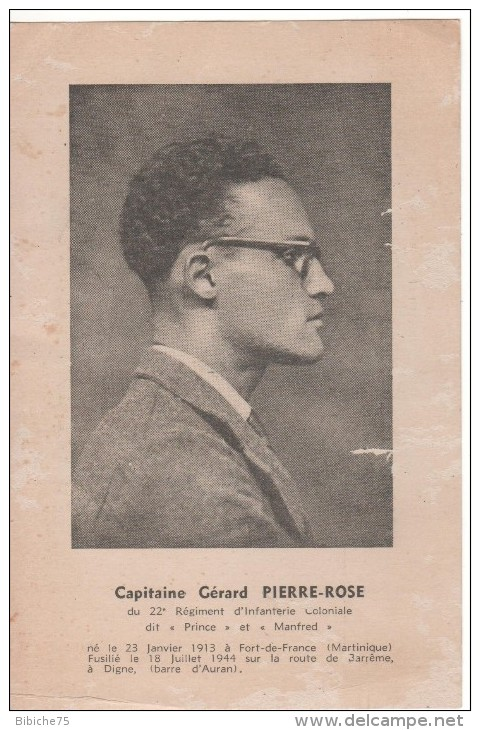 Capitaine Gérard PIERRE-ROSE
du 22e Régiment d'Infanterie Coloniale
dit « Prince » et « Manfred »
né le 23 Janvier 1913 à Fort-de-France (Martinique)
Fusilié le 18 Juillet 1944 sur la route de Barrême,
à Digne, (barre d'Auran).
Bibiche75
www.delcampe.net